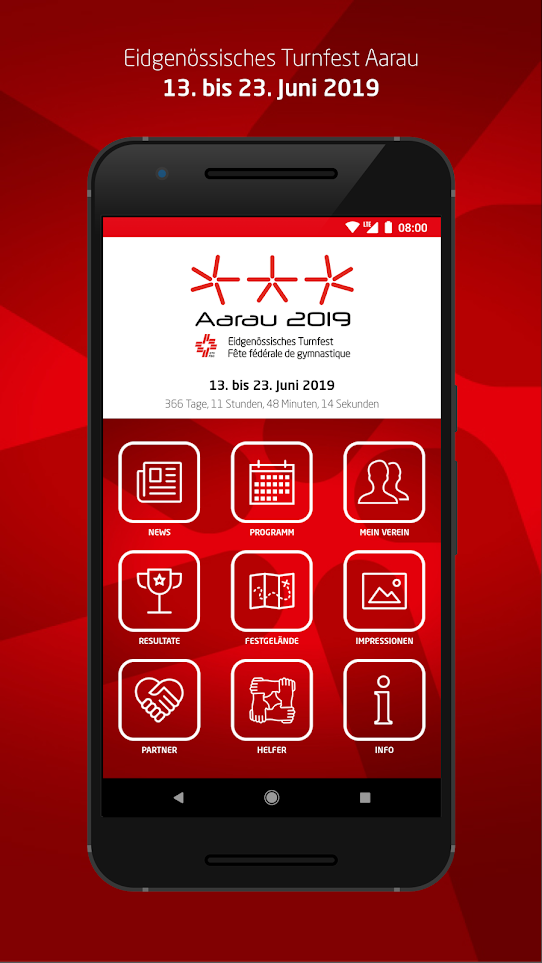 Eidgenössisches Turnfest Aarau
13. bis 23. Juni 2019
LTE 08:00
Aarau 2019
Eidgenössisches Turnfest
Fête fédérale de gymnastique
13. bis 23. Juni 2019
366 Tage, 11 Stunden, 48 Minuten, 14 Sekunden
NEWS PROGRAMM MEIN VEREIN
RESULTATE FESTGELÄNDE IMPRESSIONEN
PARTNER HELFER INFO